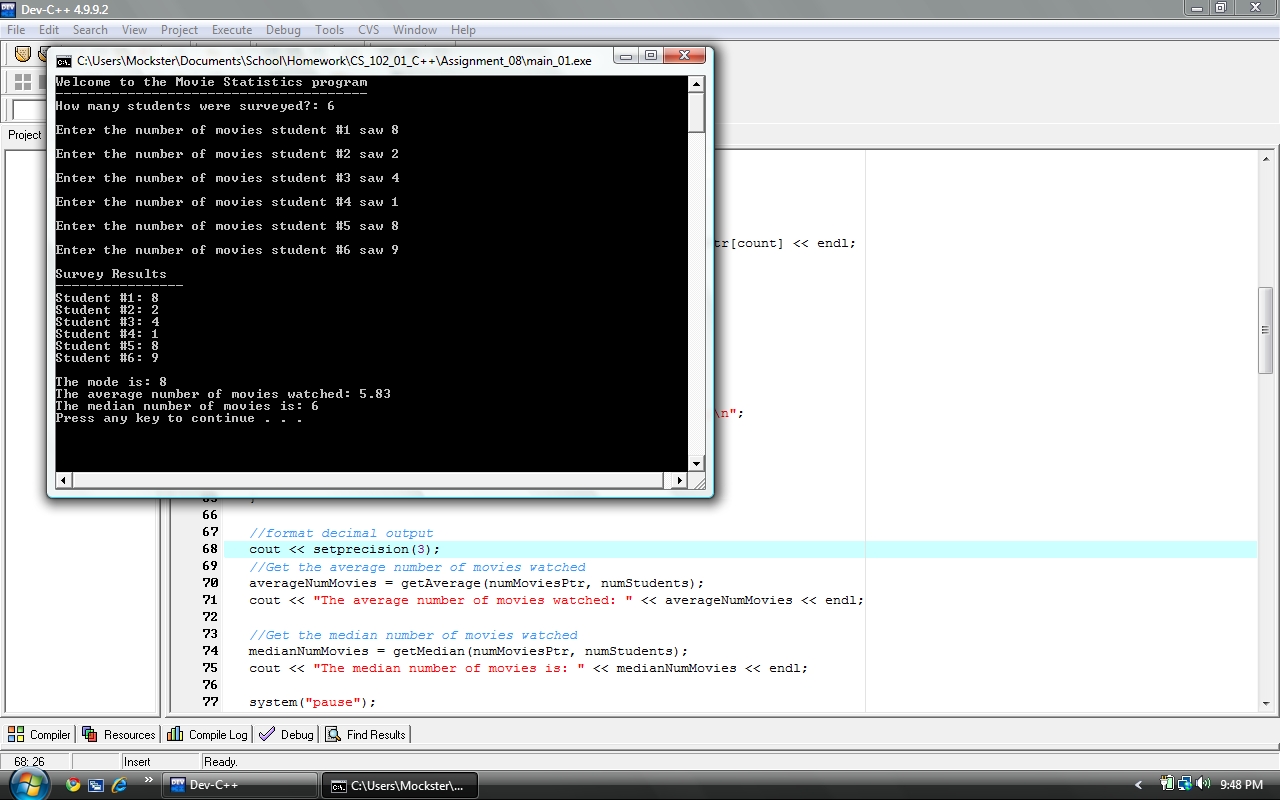 Dev-C++ 4.9.9.2
File Edit Search View Project Execute Debug Tools CVS Window Help
C:\Users\Mockster\Documents\School\Homework\CS_102_01_C++\Assignment_08\main_01.exe
Welcome to the Movie Statistics program
---------------------------------------
How many students were surveyed?: 6
Enter the number of movies student #1 saw 8
Enter the number of movies student #2 saw 2
Enter the number of movies student #3 saw 4
Enter the number of movies student #4 saw 1
Enter the number of movies student #5 saw 8
Enter the number of movies student #6 saw 9
Survey Results
----------------
Student #1: 8
Student #2: 2
Student #3: 4
Student #4: 1
Student #5: 8
Student #6: 9
The mode is: 8
The average number of movies watched: 5.83
The median number of movies is: 6
Press any key to continue . . .
Project
tr[count] << endl;
\n";
66
67 //format decimal output
68 cout << setprecision(3);
69 //Get the average number of movies watched
70 averageNumMovies = getAverage(numMoviesPtr, numStudents);
71 cout << "The average number of movies watched: " << averageNumMovies << endl;
72
73 //Get the median number of movies watched
74 medianNumMovies = getMedian(numMoviesPtr, numStudents);
75 cout << "The median number of movies is: " << medianNumMovies << endl;
76
77 system("pause");
Compiler Resources Compile Log Debug Find Results
68: 26 Insert Ready.
Dev-C++ C:\Users\Mockster\... 9:48 PM